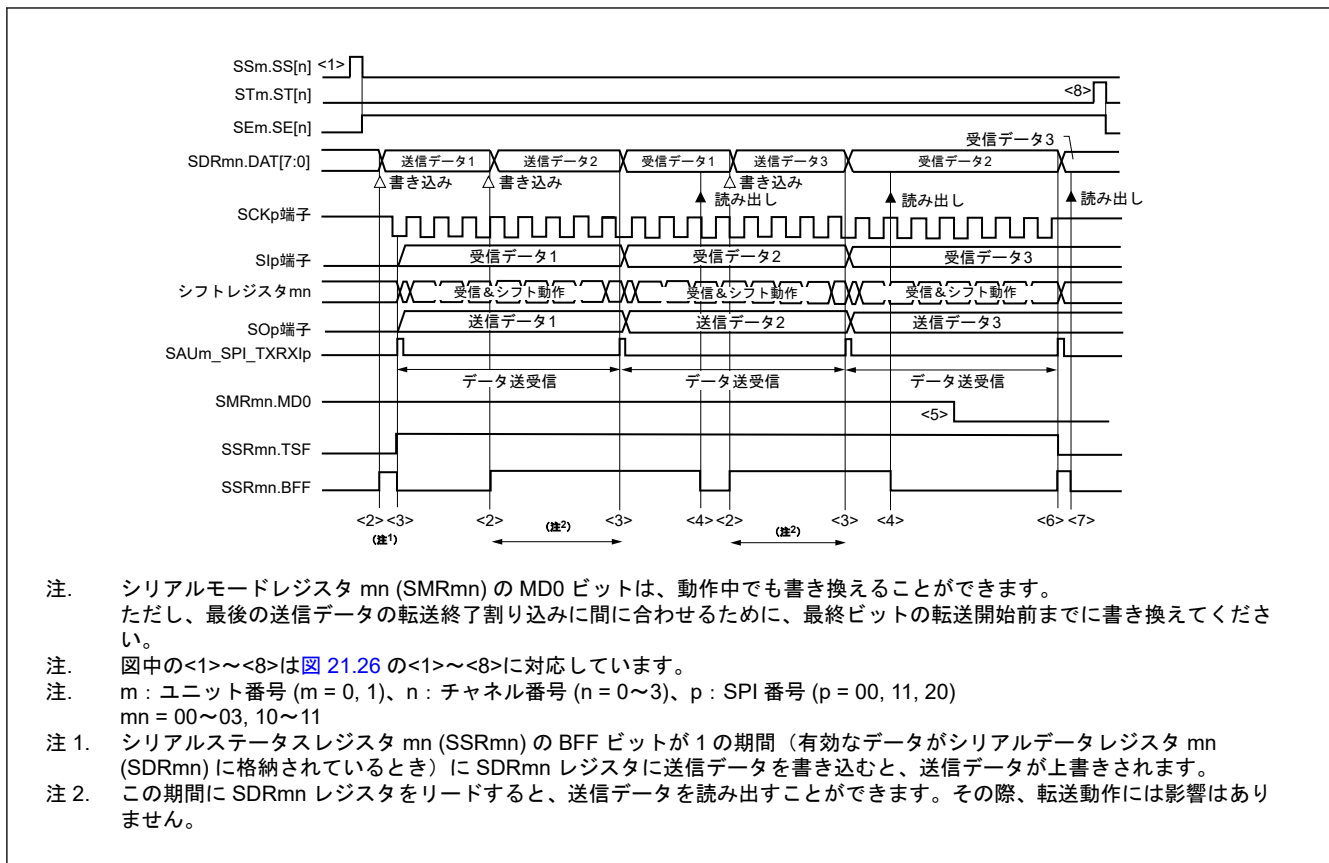 SSm.SS[n] <1>
STm.ST[n] <8>
SEm.SE[n]
受信データ3
SDRmn.DAT[7:0] 送信データ1 送信データ2 受信データ1 送信データ3 受信データ2
書き込み 書き込み 書き込み
読み出し 読み出し 読み出し
SCKp端子
SIp端子 受信データ1 受信データ2 受信データ3
シフトレジスタmn 受信&シフト動作 受信&シフト動作 受信&シフト動作
SOp端子 送信データ1 送信データ2 送信データ3
SAUm_SPI_TXRXIp
データ送受信 データ送受信 データ送受信
SMRmn.MD0 <5>
SSRmn.TSF
SSRmn.BFF
<2> <3> <2> <3> <4> <2> <3> <4> <6> <7>
(注1) (注2) (注2)
注. シリアルモードレジスタ mn (SMRmn) の MD0 ビットは、動作中でも書き換えることができます。
ただし、最後の送信データの転送終了割り込みに間に合わせるために、最終ビットの転送開始前までに書き換えてくださ
い。
注. 図中の<1>～<8>は図 21.26 の<1>～<8>に対応しています。
注. m：ユニット番号 (m = 0, 1)、n：チャネル番号 (n = 0～3)、p：SPI 番号 (p = 00, 11, 20)
mn = 00～03, 10～11
注 1. シリアルステータスレジスタ mn (SSRmn) の BFF ビットが 1 の期間（有効なデータがシリアルデータレジスタ mn
(SDRmn) に格納されているとき）に SDRmn レジスタに送信データを書き込むと、送信データが上書きされます。
注 2. この期間に SDRmn レジスタをリードすると、送信データを読み出すことができます。その際、転送動作には影響はあり
ません。